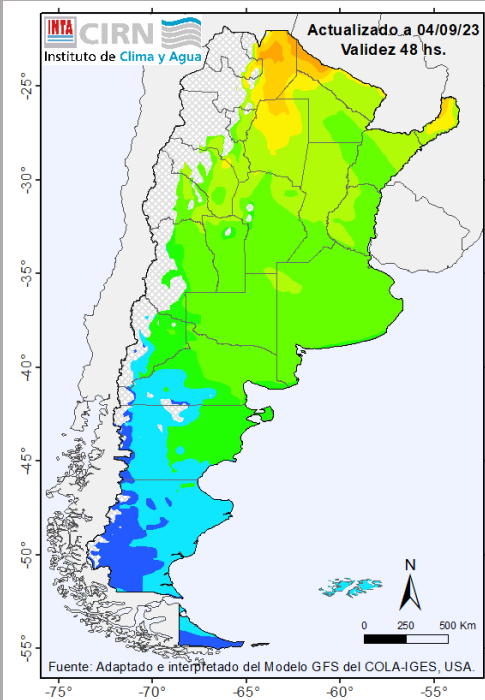 INTA CIRN
Instituto de Clima y Agua
Actualizado a 04/09/23
Validez 48 hs.
-25°
-30°
-35°
-40°
-45°
-50°
-55°
N
0 250 500 Km
Fuente: Adaptado e interpretado del Modelo GFS del COLA-IGES, USA.
-75° -70° -65° -60° -55°